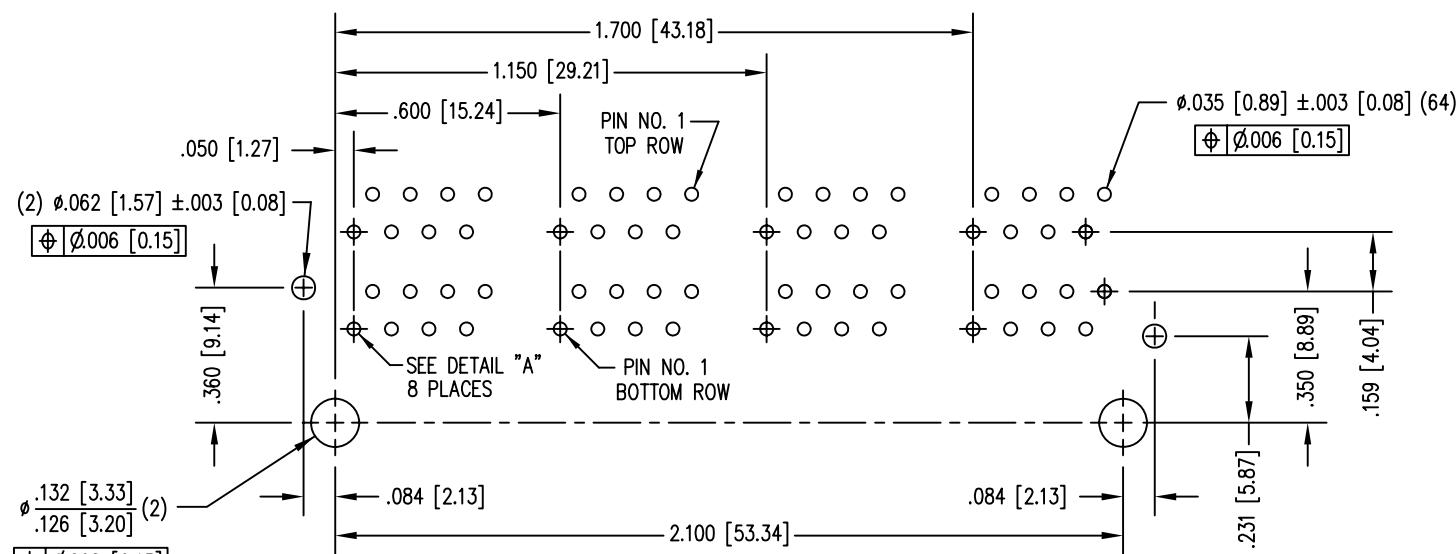 1.700 [43.18]
1.150 [29.21]
.600 [15.24]
.050 [1.27]
PIN NO. 1
TOP ROW
ø.035 [0.89] ±.003 [0.08] (64)
⌖ Ø.006 [0.15]
(2) ø.062 [1.57] ±.003 [0.08]
⌖ Ø.006 [0.15]
.360 [9.14]
SEE DETAIL "A"
8 PLACES
PIN NO. 1
BOTTOM ROW
.350 [8.89]
.159 [4.04]
.231 [5.87]
ø .132 [3.33]
.126 [3.20] (2)
.084 [2.13]
.084 [2.13]
2.100 [53.34]